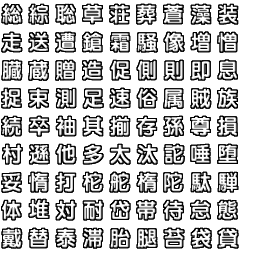 総綜聡草荘葬蒼藻装
走送遭鎗霜騒像増憎
臓蔵贈造促側則即息
捉束測足速俗属賊族
続卒袖其揃存孫尊損
村遜他多太汰詑唾堕
妥惰打柁舵楕陀駄騨
体堆対耐岱帯待怠態
戴替泰滞胎腿苔袋貸